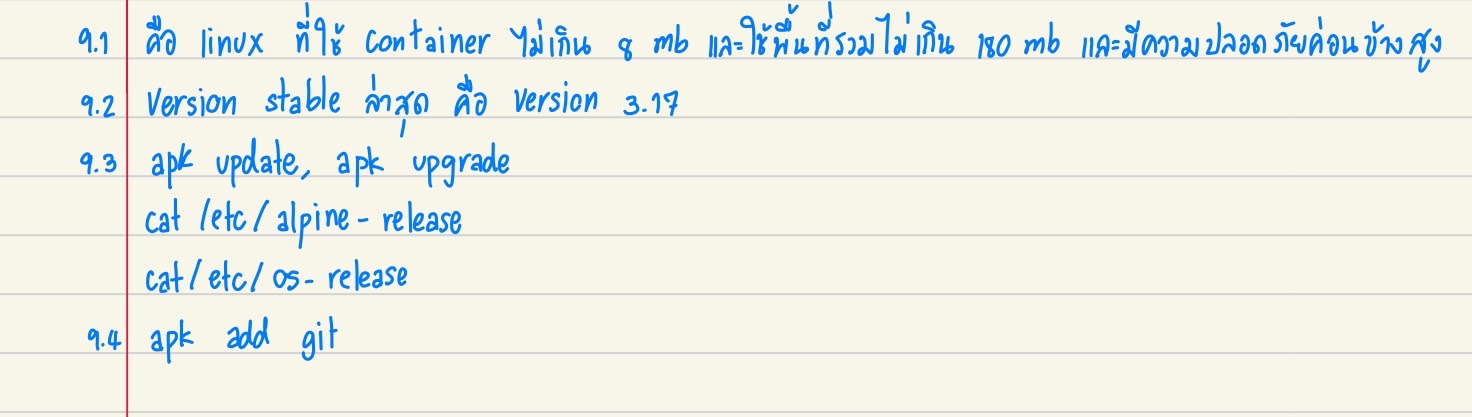 9.1 คือ linux ที่ใช้ container ไม่เกิน 8 mb และใช้พื้นที่รวมไม่เกิน 180 mb และมีความปลอดภัยค่อนข้างสูง
9.2 Version stable ล่าสุด คือ Version 3.17
9.3 apk update, apk upgrade
cat /etc/alpine-release
cat/etc/os-release
9.4 apk add git